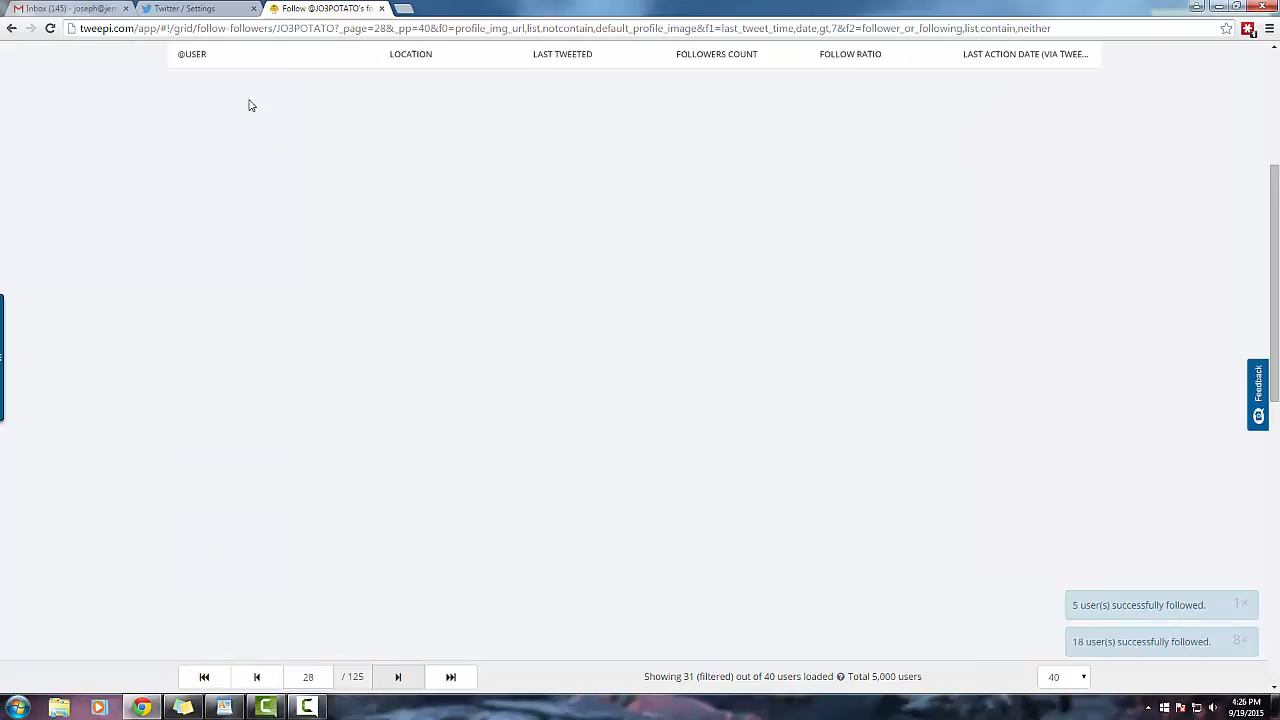 Inbox (145) - joseph@jerr
Twitter / Settings
Follow @JO3POTATO's fo
tweepi.com/app/#!/grid/follow-followers/JO3POTATO?_page=28&_pp=40&f0=profile_img_url,list,notcontain,default_profile_image&f1=last_tweet_time,date,gt,7&f2=follower_or_following,list,contain,neither
@USER LOCATION LAST TWEETED FOLLOWERS COUNT FOLLOW RATIO LAST ACTION DATE (VIA TWEE...
Feedback
5 user(s) successfully followed. 1×
18 user(s) successfully followed. 8×
28 / 125 Showing 31 (filtered) out of 40 users loaded Total 5,000 users 40
4:26 PM
9/19/2015